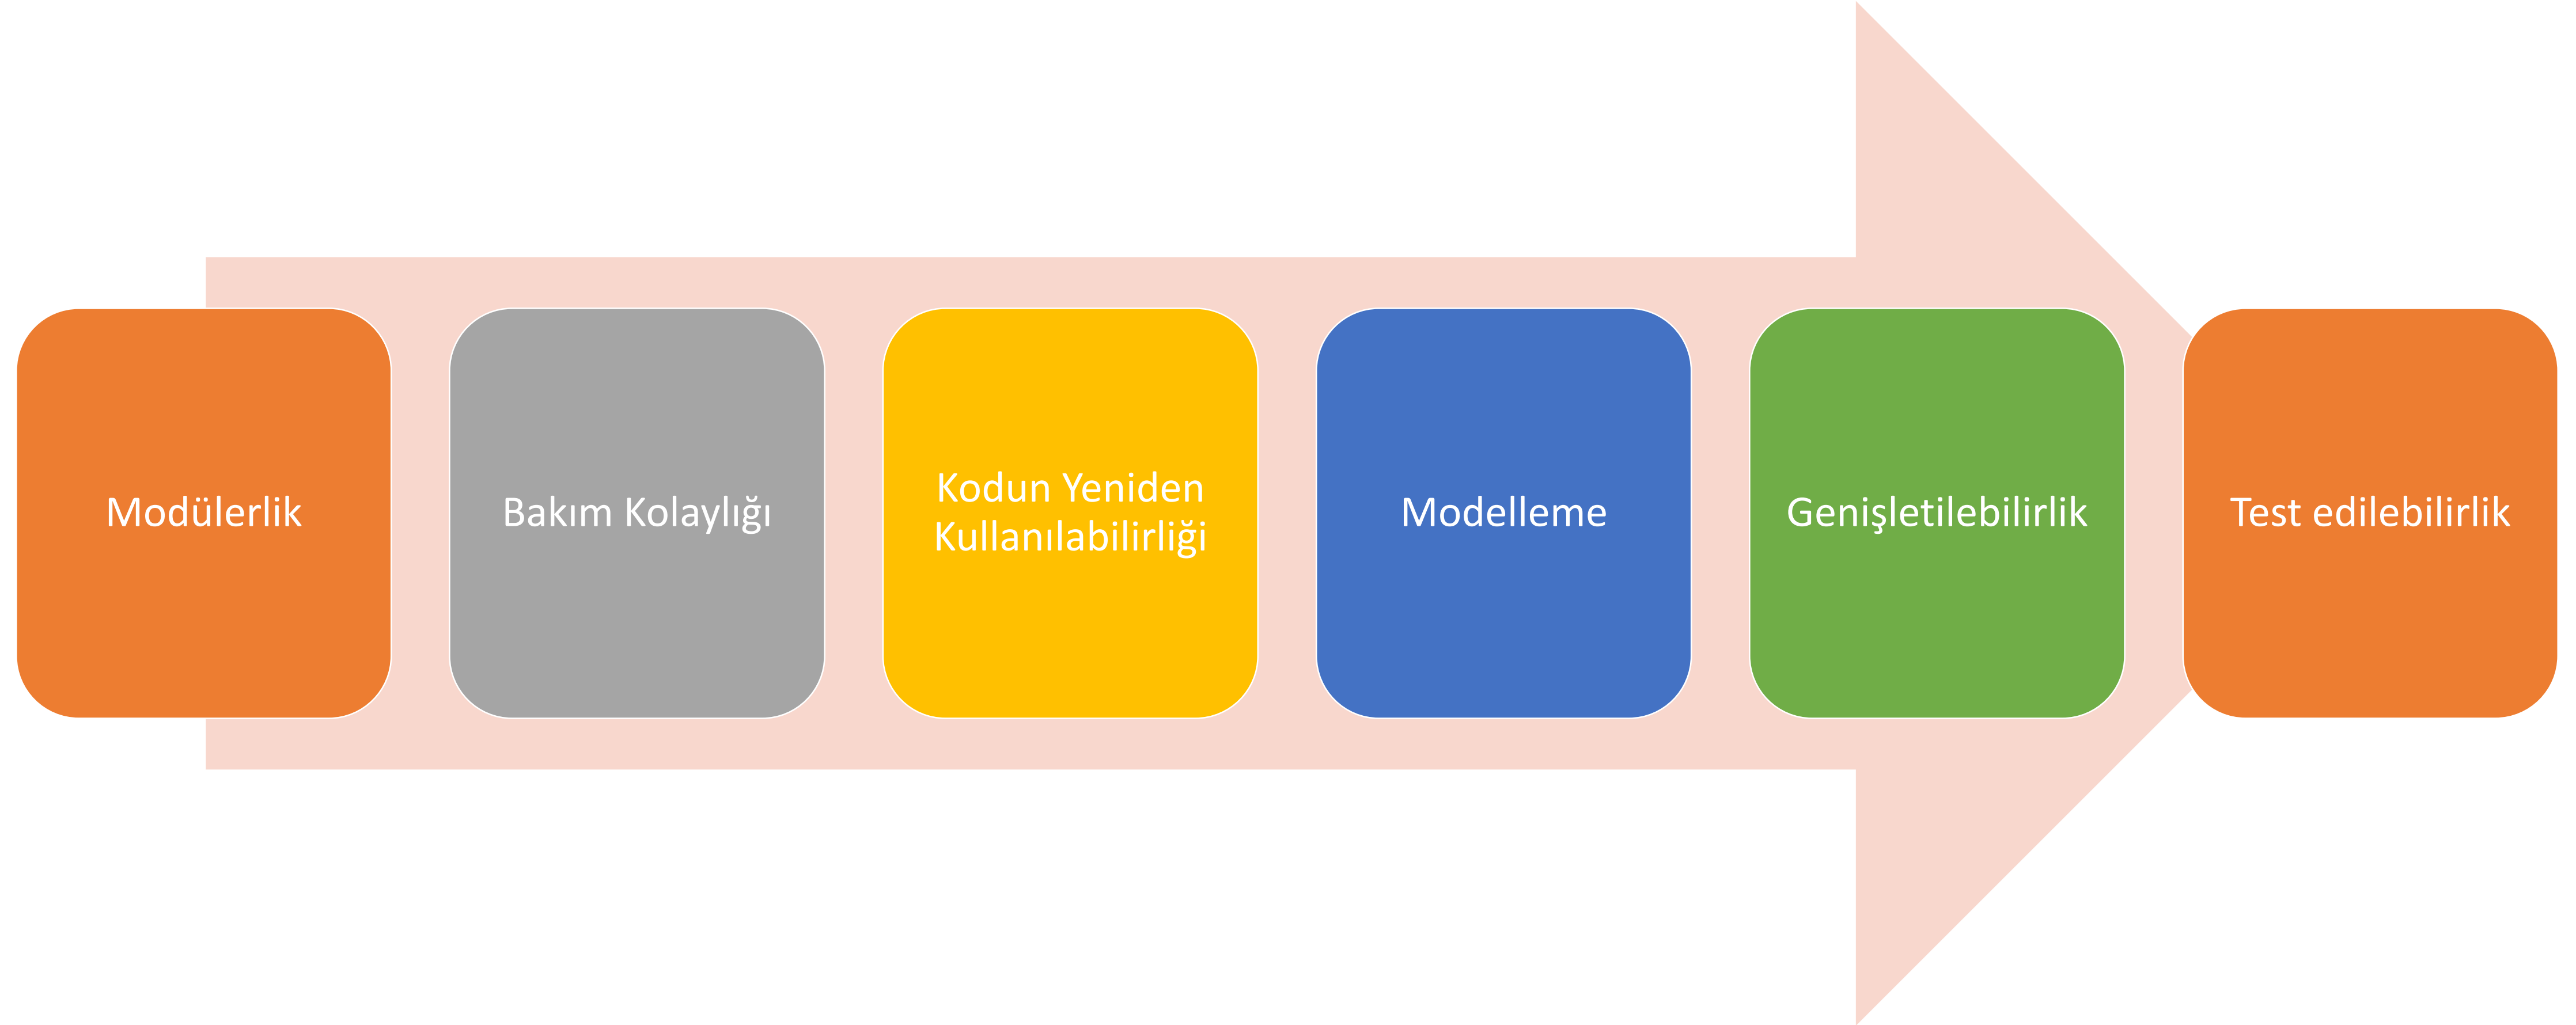 Modülerlik
Bakım Kolaylığı
Kodun Yeniden
Kullanılabilirliği
Modelleme
Genişletilebilirlik
Test edilebilirlik